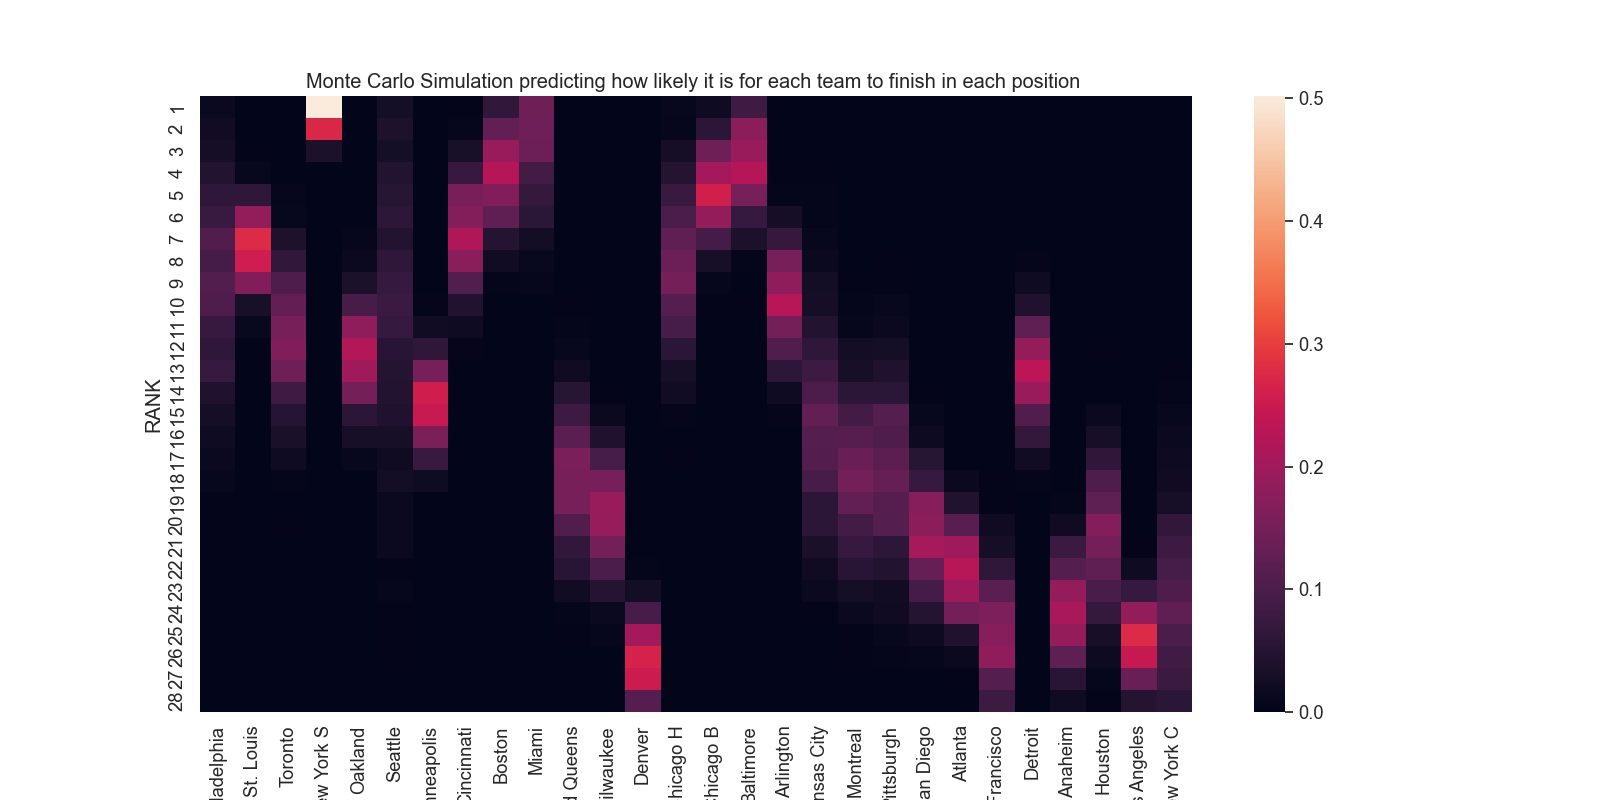 Monte Carlo Simulation predicting how likely it is for each team to finish in each position
RANK
1
2
3
4
5
6
7
8
9
10
11
12
13
14
15
16
17
18
19
20
21
22
23
24
25
26
27
28
ladelphia
St. Louis
Toronto
ew York S
Oakland
Seattle
nneapolis
Cincinnati
Boston
Miami
d Queens
ilwaukee
Denver
hicago H
Chicago B
Baltimore
Arlington
nsas City
Montreal
ittsburgh
an Diego
Atlanta
Francisco
Detroit
Anaheim
Houston
s Angeles
ew York C
0.5
0.4
0.3
0.2
0.1
0.0